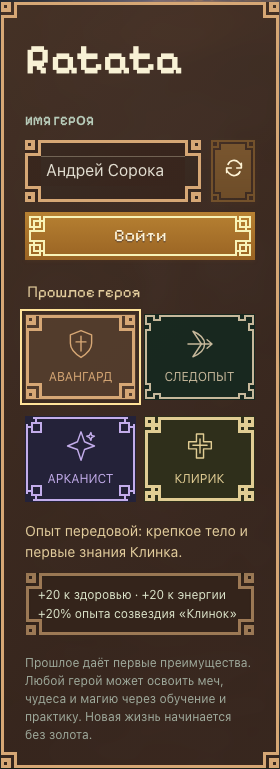 Ratata
ИМЯ ГЕРОЯ
Андрей Сорока
Войти
Прошлое героя
АВАНГАРД
СЛЕДОПЫТ
АРКАНИСТ
КЛИРИК
Опыт передовой: крепкое тело и
первые знания Клинка.
+20 к здоровью · +20 к энергии
+20% опыта созвездия «Клинок»
Прошлое даёт первые преимущества.
Любой герой может освоить меч,
чудеса и магию через обучение и
практику. Новая жизнь начинается
без золота.